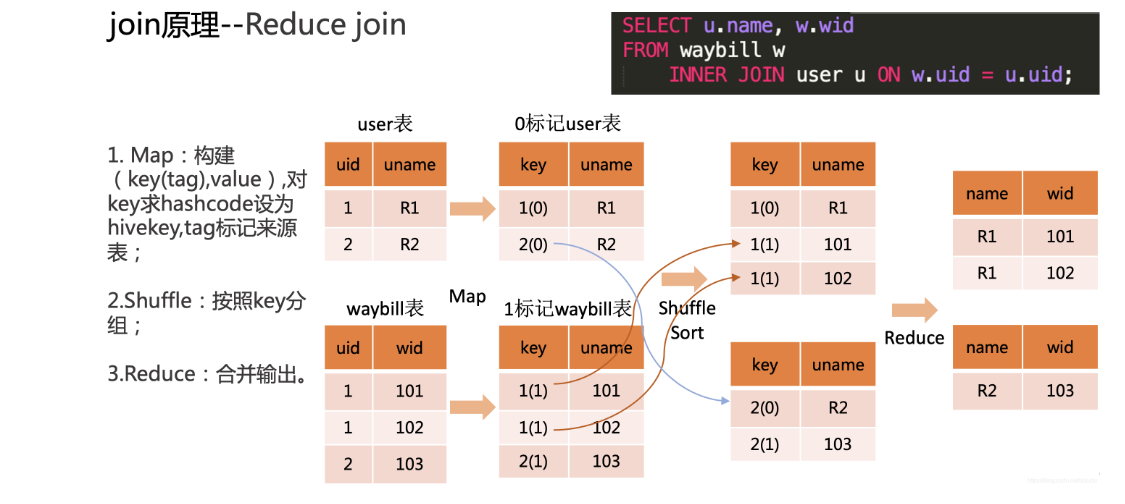 join原理--Reduce join
SELECT u.name, w.wid
FROM waybill w
INNER JOIN user u ON w.uid = u.uid;
1. Map：构建
（key(tag),value）,对
key求hashcode设为
hivekey,tag标记来源
表；
2.Shuffle：按照key分
组；
3.Reduce：合并输出。
user表
uid uname
1 R1
2 R2
waybill表
uid wid
1 101
1 102
2 103
Map
0标记user表
key uname
1(0) R1
2(0) R2
1标记waybill表
key uname
1(1) 101
1(1) 102
2(1) 103
Shuffle
Sort
key uname
1(0) R1
1(1) 101
1(1) 102
key uname
2(0) R2
2(1) 103
Reduce
name wid
R1 101
R1 102
name wid
R2 103